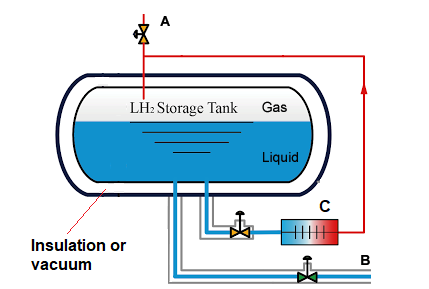 A
LH₂ Storage Tank
Gas
Liquid
C
Insulation or
vacuum
B